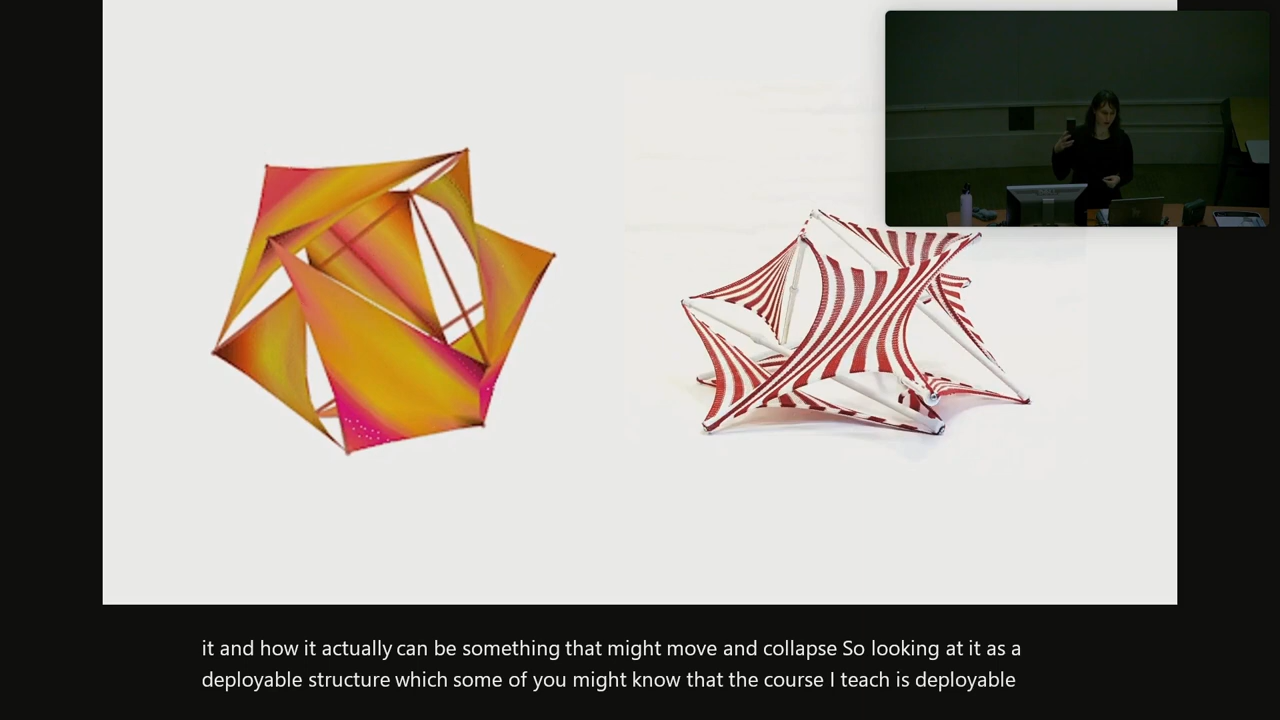 it and how it actually can be something that might move and collapse So looking at it as a
deployable structure which some of you might know that the course I teach is deployable